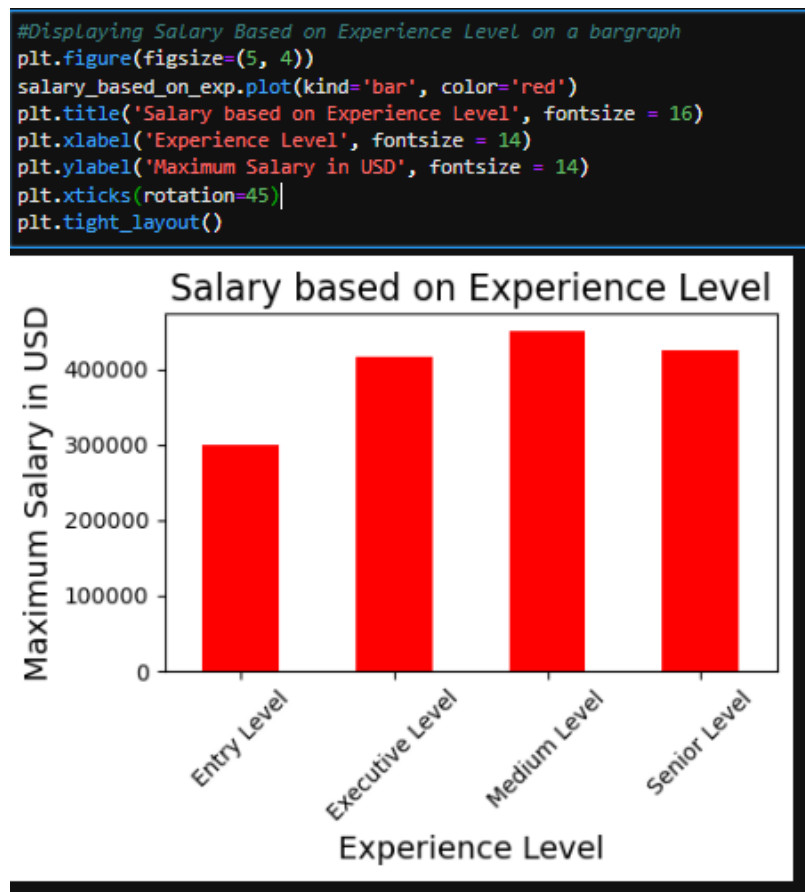 #Displaying Salary Based on Experience Level on a bargraph
plt.figure(figsize=(5, 4))
salary_based_on_exp.plot(kind='bar', color='red')
plt.title('Salary based on Experience Level', fontsize = 16)
plt.xlabel('Experience Level', fontsize = 14)
plt.ylabel('Maximum Salary in USD', fontsize = 14)
plt.xticks(rotation=45)
plt.tight_layout()
Salary based on Experience Level
Maximum Salary in USD
400000
300000
200000
100000
0
Entry Level
Executive Level
Medium Level
Senior Level
Experience Level